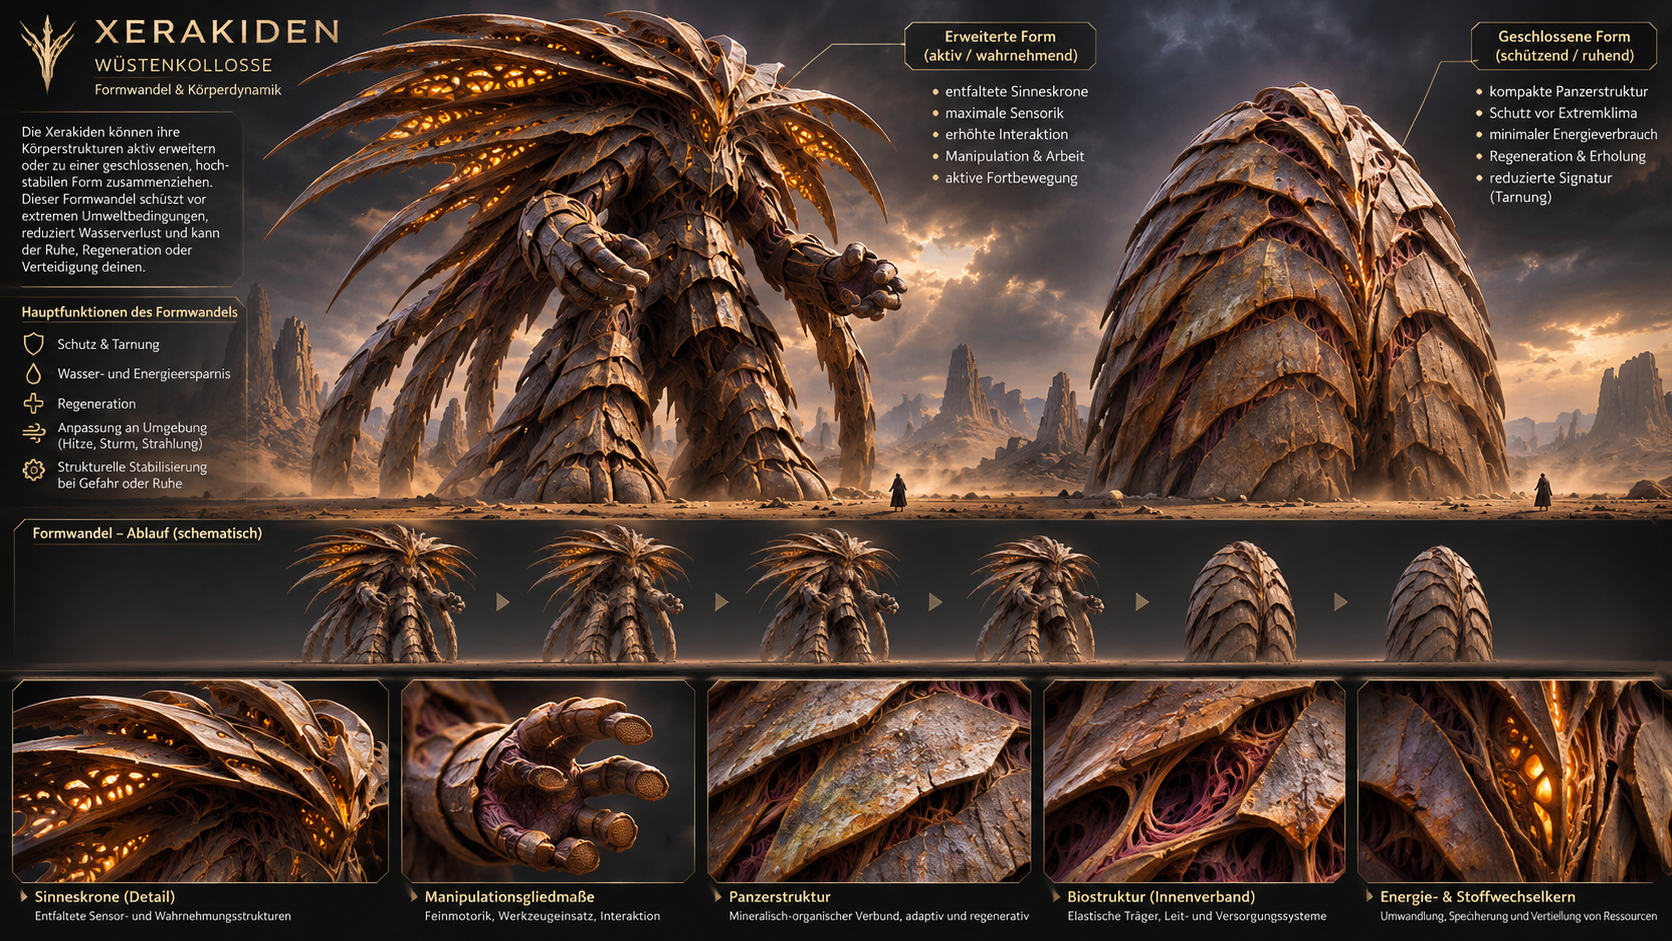 XERAKIDEN
WÜSTENKOLLOSSE
Formwandel & Körperdynamik
Die Xerakiden können ihre
Körperstrukturen aktiv erweitern
oder zu einer geschlossenen, hoch-
stabilen Form zusammenziehen.
Dieser Formwandel schüszt vor
extremen Umweltbedingungen,
reduziert Wasserverlust und kann
der Ruhe, Regeneration oder
Verteidigung deinen.
Hauptfunktionen des Formwandels
Schutz & Tarnung
Wasser- und Energieersparnis
Regeneration
Anpassung an Umgebung
(Hitze, Sturm, Strahlung)
Strukturelle Stabilisierung
bei Gefahr oder Ruhe
Erweiterte Form
(aktiv / wahrnehmend)
• entfaltete Sinneskrone
• maximale Sensorik
• erhöhte Interaktion
• Manipulation & Arbeit
• aktive Fortbewegung
Geschlossene Form
(schützend / ruhend)
• kompakte Panzerstruktur
• Schutz vor Extremklima
• minimaler Energieverbrauch
• Regeneration & Erholung
• reduzierte Signatur
(Tarnung)
Formwandel – Ablauf (schematisch)
Sinneskrone (Detail)
Entfaltete Sensor- und Wahrnehmungsstrukturen
Manipulationsgliedmaße
Feinmotorik, Werkzeugeinsatz, Interaktion
Panzerstruktur
Mineralisch-organischer Verbund, adaptiv und regenerativ
Biostruktur (Innenverband)
Elastische Träger, Leit- und Versorgungssysteme
Energie- & Stoffwechselkern
Umwandlung, Speicherung und Vertiellung von Ressourcen